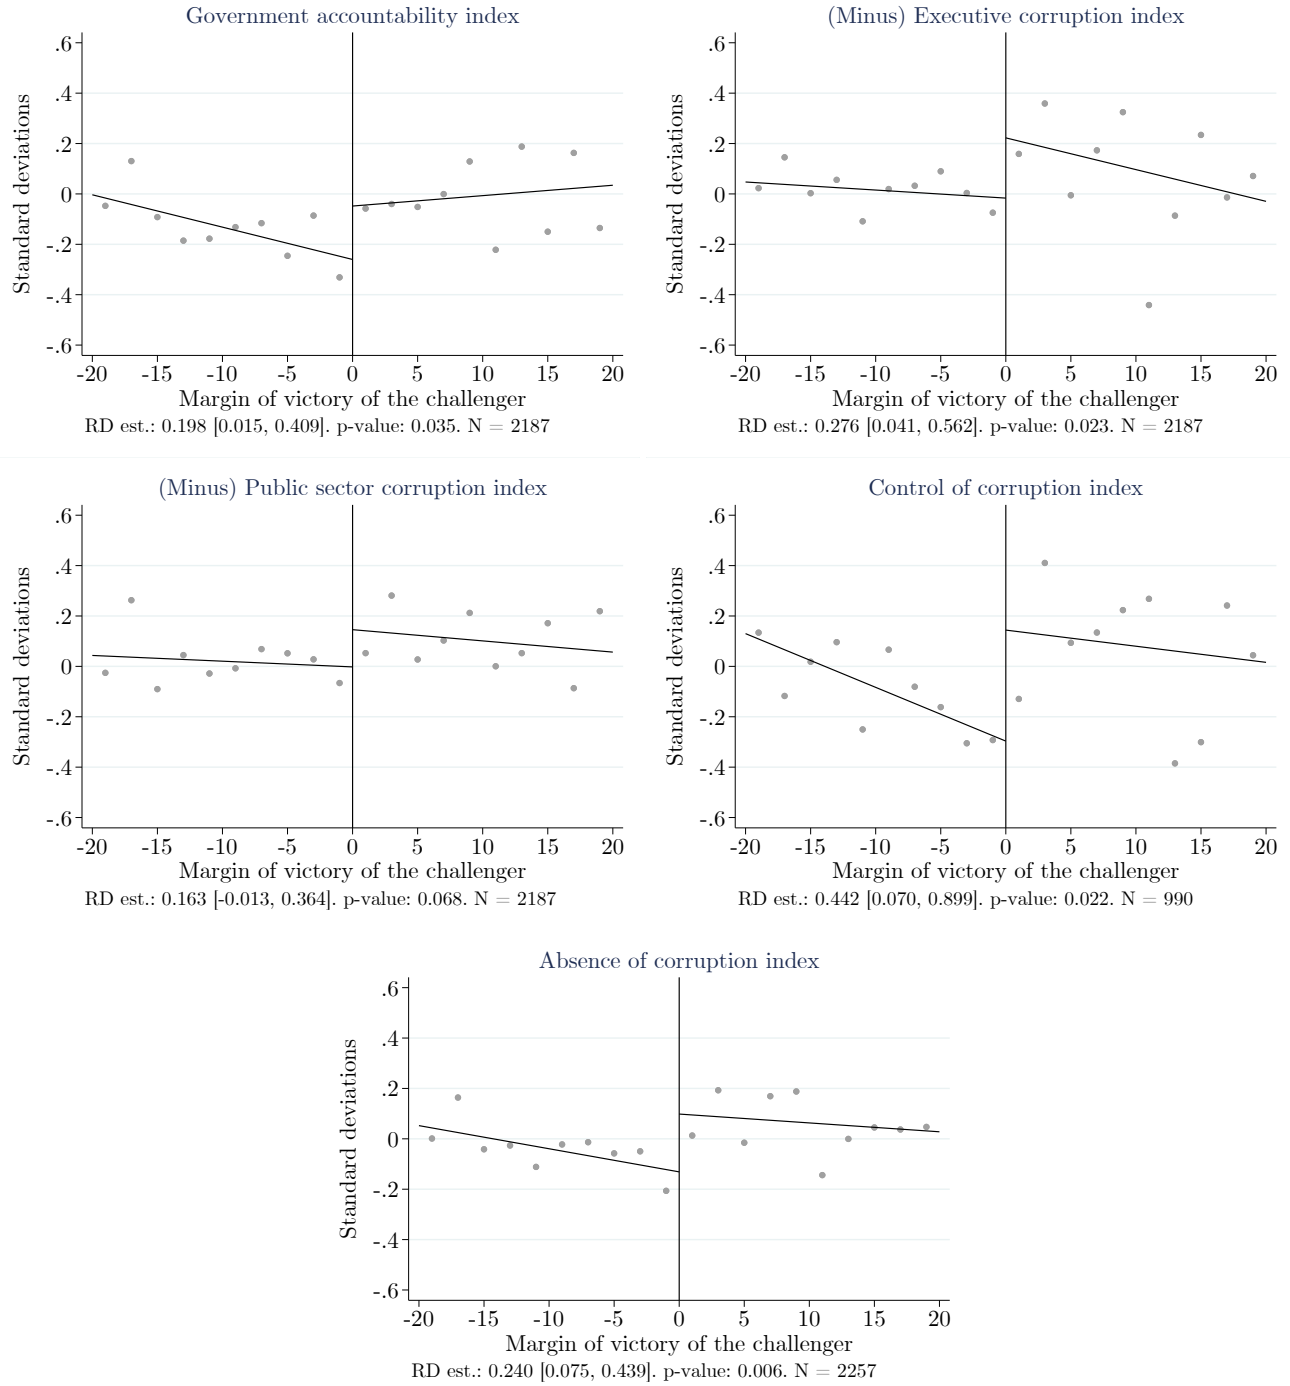 Government accountability index
Standard deviations
.6
.4
.2
0
-.2
-.4
-.6
-20 -15 -10 -5 0 5 10 15 20
Margin of victory of the challenger
RD est.: 0.198 [0.015, 0.409]. p-value: 0.035. N = 2187
(Minus) Executive corruption index
Standard deviations
.6
.4
.2
0
-.2
-.4
-.6
-20 -15 -10 -5 0 5 10 15 20
Margin of victory of the challenger
RD est.: 0.276 [0.041, 0.562]. p-value: 0.023. N = 2187
(Minus) Public sector corruption index
Standard deviations
.6
.4
.2
0
-.2
-.4
-.6
-20 -15 -10 -5 0 5 10 15 20
Margin of victory of the challenger
RD est.: 0.163 [-0.013, 0.364]. p-value: 0.068. N = 2187
Control of corruption index
Standard deviations
.6
.4
.2
0
-.2
-.4
-.6
-20 -15 -10 -5 0 5 10 15 20
Margin of victory of the challenger
RD est.: 0.442 [0.070, 0.899]. p-value: 0.022. N = 990
Absence of corruption index
Standard deviations
.6
.4
.2
0
-.2
-.4
-.6
-20 -15 -10 -5 0 5 10 15 20
Margin of victory of the challenger
RD est.: 0.240 [0.075, 0.439]. p-value: 0.006. N = 2257